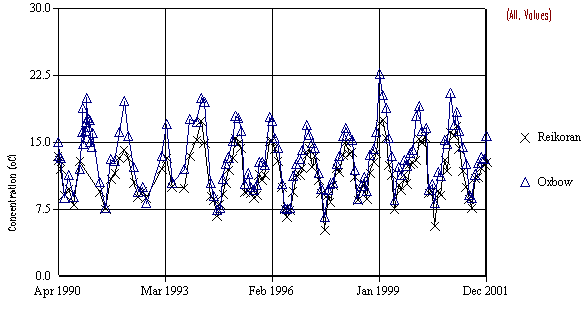 (All, Values)
30.0
22.5
15.0
7.5
0.0
Concentration (oC)
Apr 1990
Mar 1993
Feb 1996
Jan 1999
Dec 2001
Reikoran
Oxbow